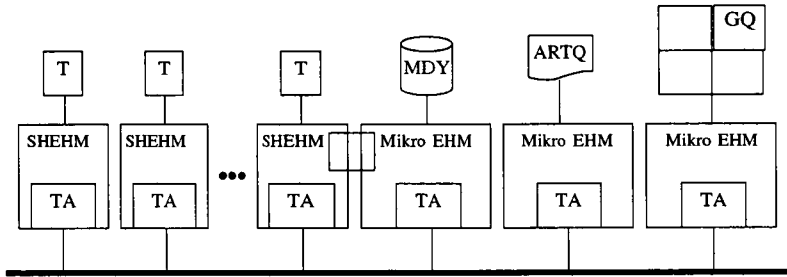 GQ
T T T MDY ARTQ
SHEHM SHEHM SHEHM Mikro EHM Mikro EHM Mikro EHM
•••
TA TA TA TA TA TA